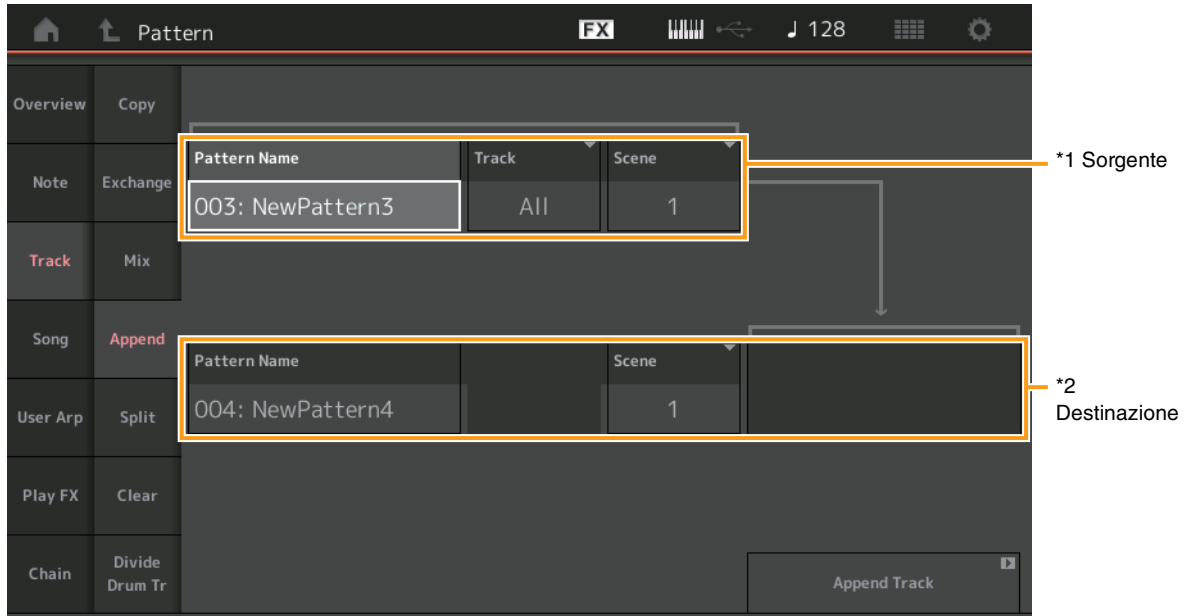 Pattern FX 128
Overview Copy
Pattern Name Track Scene
*1 Sorgente
Note Exchange
003: NewPattern3 All 1
Track Mix
Song Append
Pattern Name Scene
*2
Destinazione
User Arp Split
004: NewPattern4 1
Play FX Clear
Chain Divide
Drum Tr
Append Track